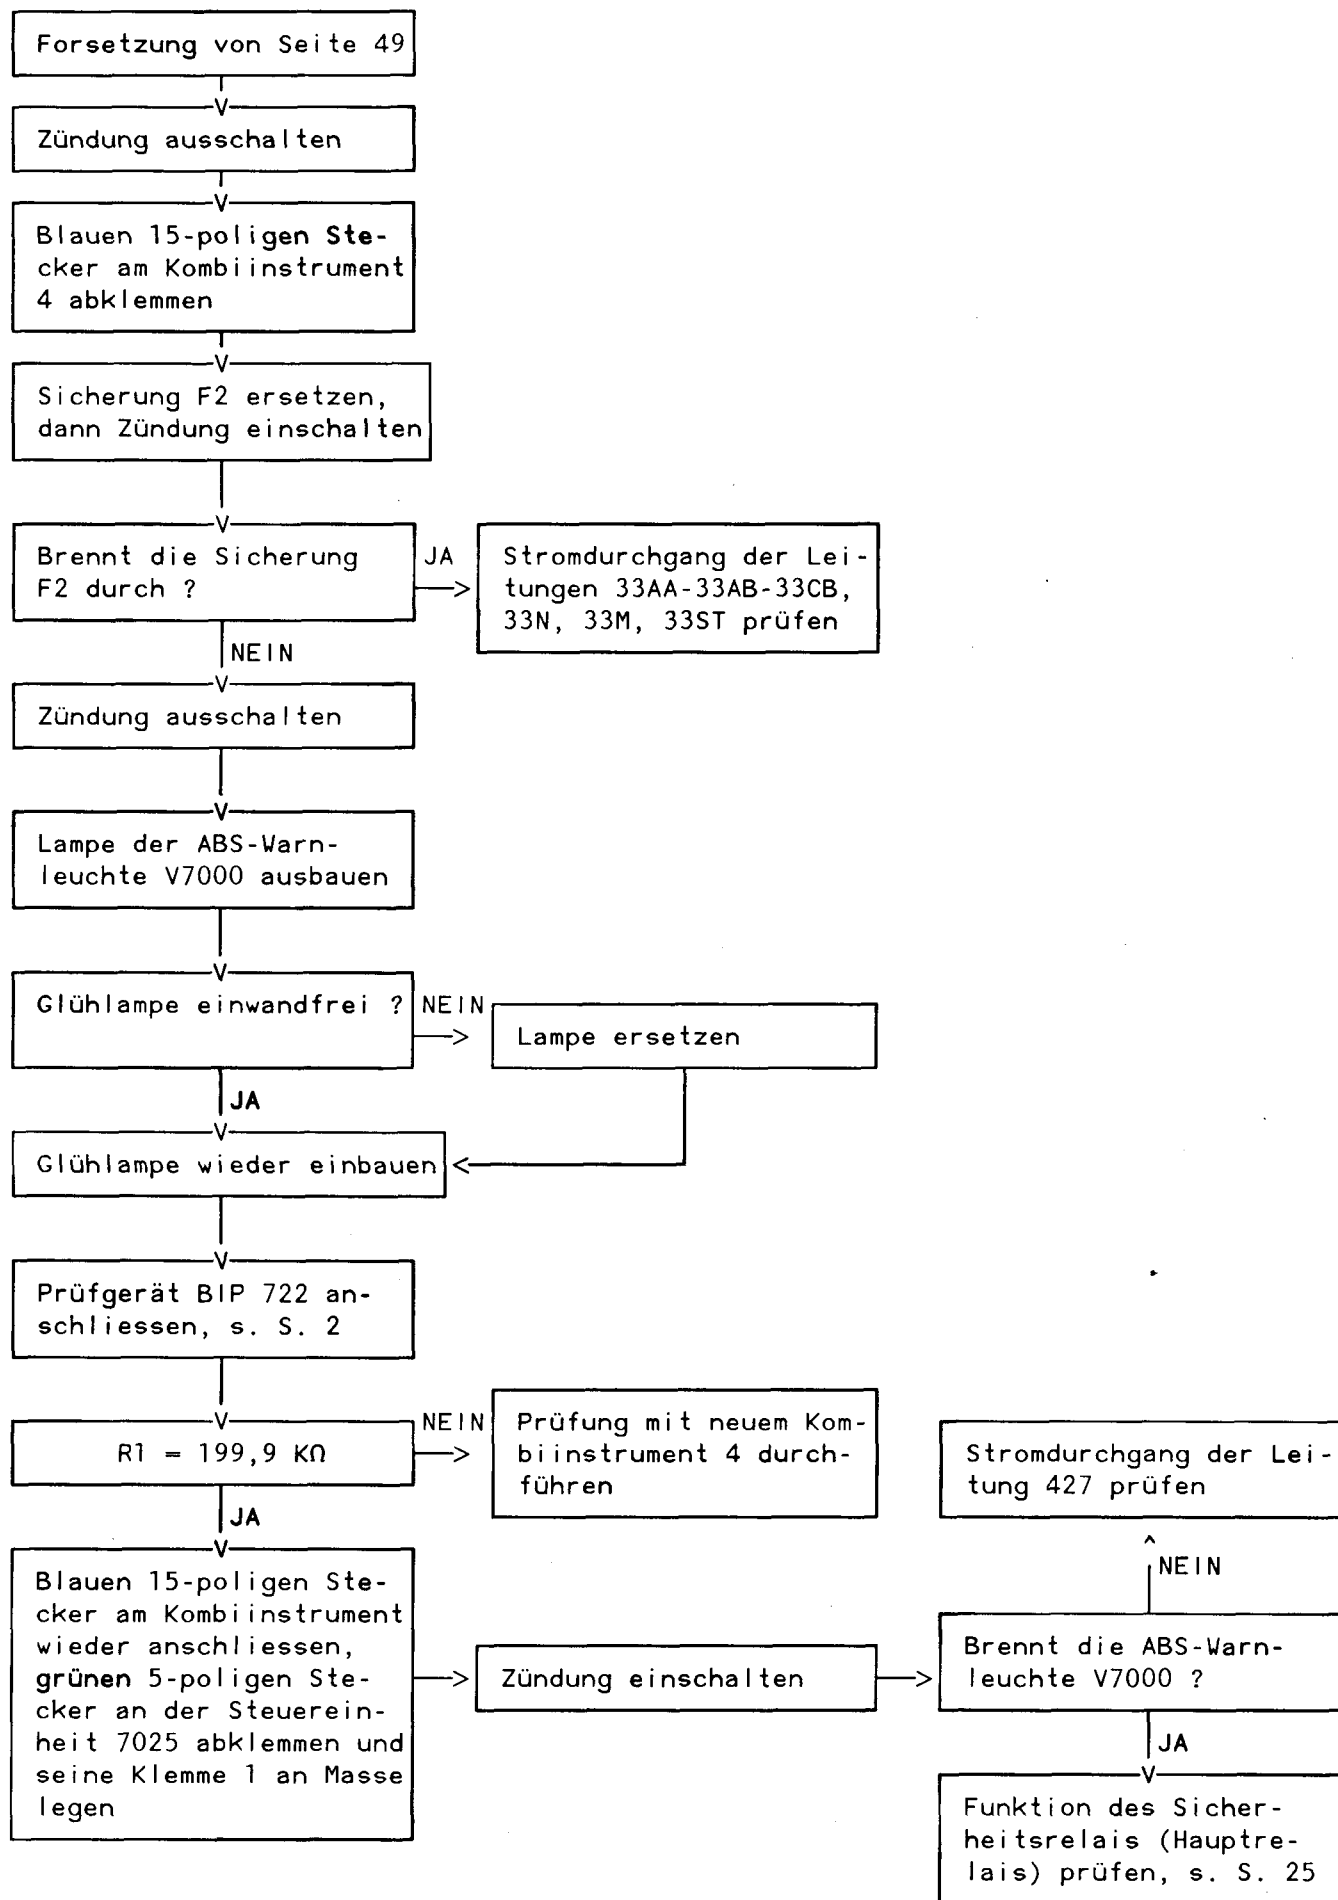 Forsetzung von Seite 49
Zündung ausschalten
Blauen 15-poligen Ste-
cker am Kombiinstrument
4 abklemmen
Sicherung F2 ersetzen,
dann Zündung einschalten
Brennt die Sicherung
F2 durch ?
JA
Stromdurchgang der Lei-
tungen 33AA-33AB-33CB,
33N, 33M, 33ST prüfen
NEIN
Zündung ausschalten
Lampe der ABS-Warn-
leuchte V7000 ausbauen
Glühlampe einwandfrei ?
NEIN
Lampe ersetzen
JA
Glühlampe wieder einbauen
Prüfgerät BIP 722 an-
schliessen, s. S. 2
R1 = 199,9 KΩ
NEIN
Prüfung mit neuem Kom-
biinstrument 4 durch-
führen
JA
Blauen 15-poligen Ste-
cker am Kombiinstrument
wieder anschliessen,
grünen 5-poligen Ste-
cker an der Steuerein-
heit 7025 abklemmen und
seine Klemme 1 an Masse
legen
Zündung einschalten
Brennt die ABS-Warn-
leuchte V7000 ?
NEIN
Stromdurchgang der Lei-
tung 427 prüfen
JA
Funktion des Sicher-
heitsrelais (Hauptre-
lais) prüfen, s. S. 25